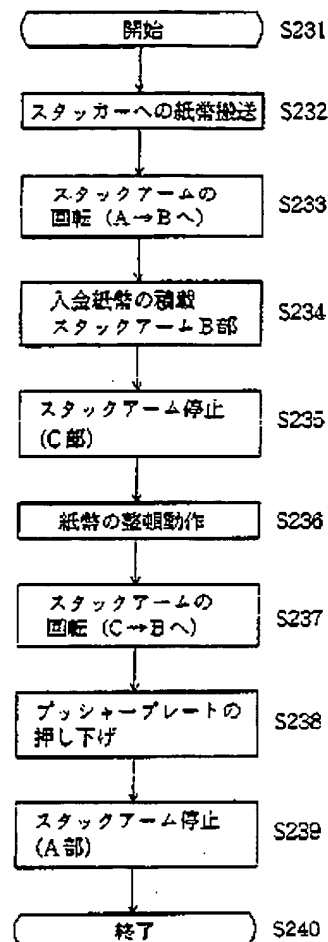 開始 S231
スタッカーへの紙幣搬送 S232
スタックアームの
回転 (A→Bへ) S233
入金紙幣の積載
スタックアームB部 S234
スタックアーム停止
(C部) S235
紙幣の整頓動作 S236
スタックアームの
回転 (C→Bへ) S237
プッシャープレートの
押し下げ S238
スタックアーム停止
(A部) S239
終了 S240